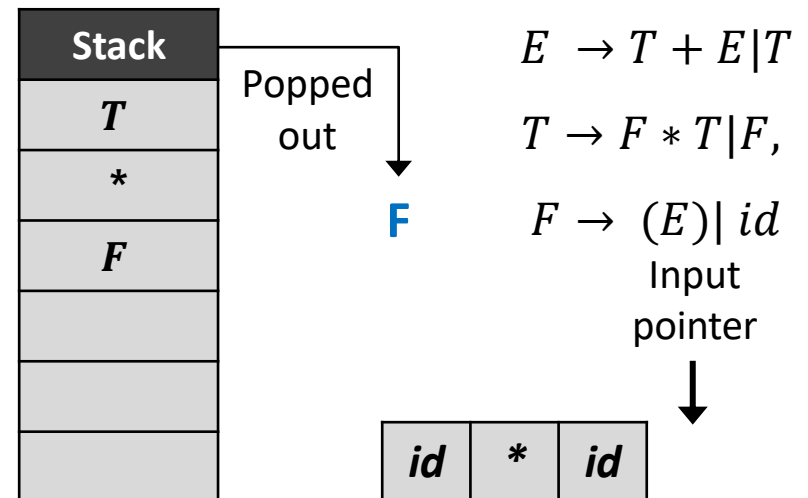 Stack
T
*
F
Popped
out
F
E → T + E|T
T → F * T|F,
F → (E)| id
Input
pointer
id * id